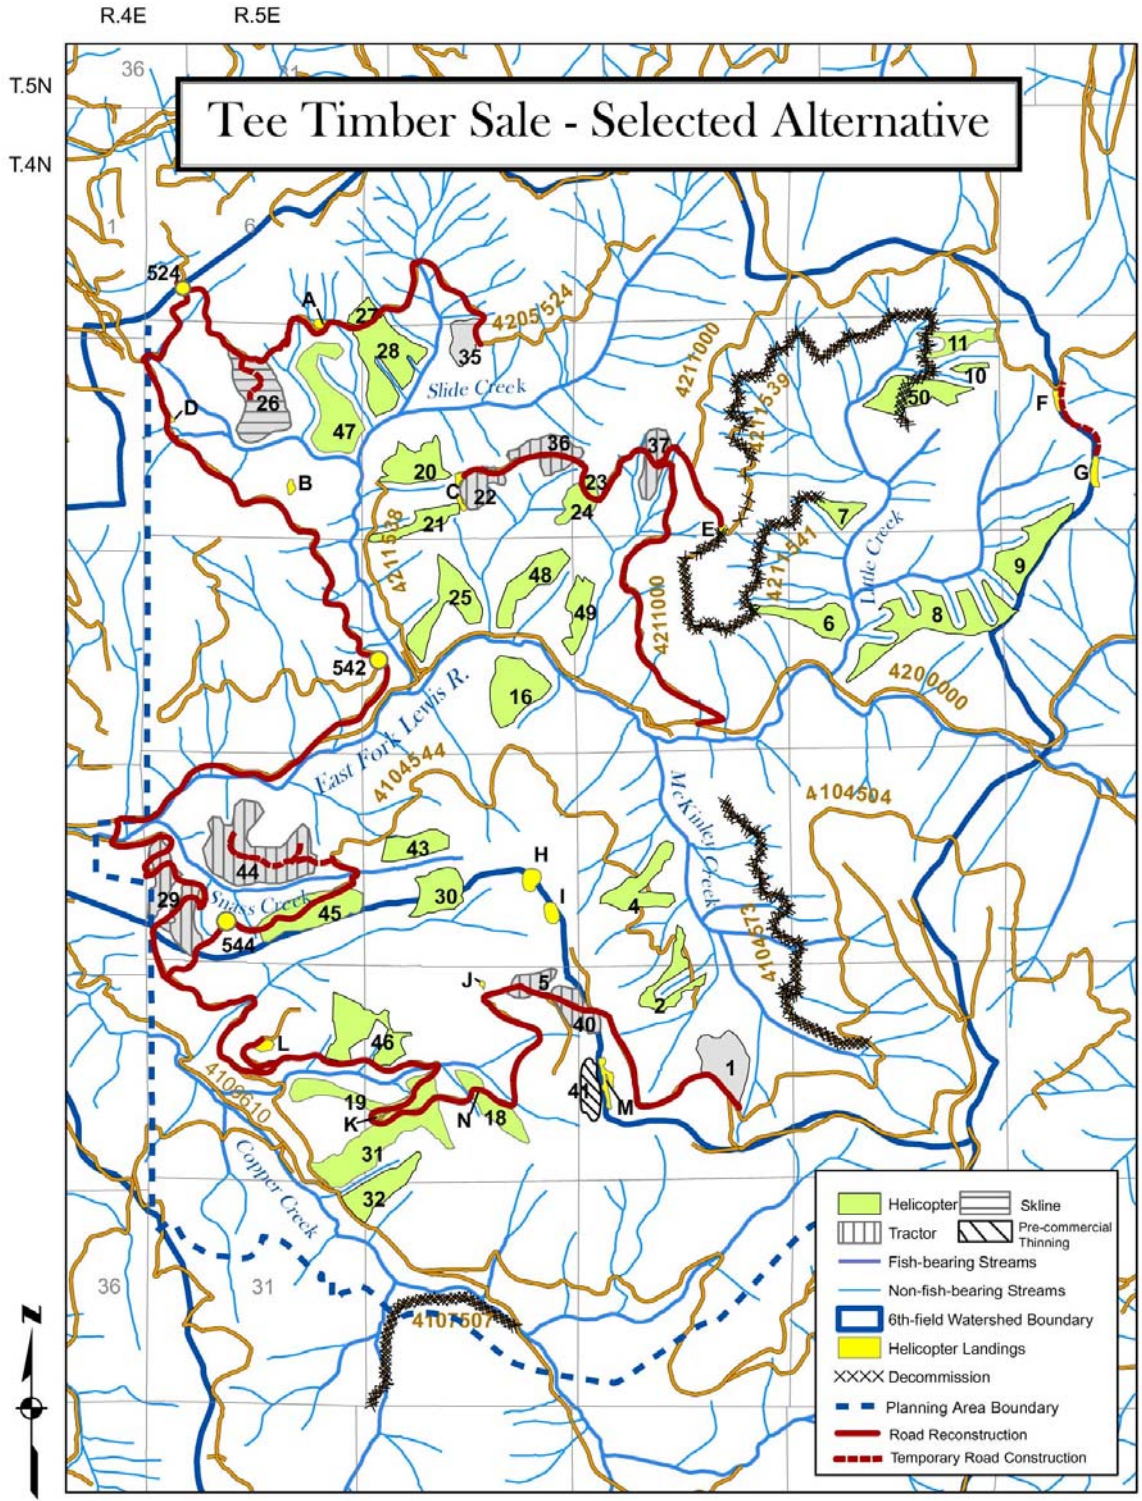 R.4E R.5E
T.5N
T.4N
36 31
Tee Timber Sale - Selected Alternative
1 6
524
A
27
4205524
28
35
Slide Creek
4211000
11
10
50
4211539
26
D
47
F
36
37
20
G
B
C
22
23
24
21
4211538
E
7
4211541
Little Creek
9
48
25
49
4211000
8
6
542
16
4200000
East Fork Lewis R.
4104544
McKinley Creek
4104504
43
44
H
29
Snass Creek
45
30
I
4
544
4104573
J
5
2
40
L
46
1
4109610
41
M
19
K
N
18
31
Copper Creek
32
36 31
4107507
Z
Helicopter Skline
Tractor Pre-commercial
Thinning
Fish-bearing Streams
Non-fish-bearing Streams
6th-field Watershed Boundary
Helicopter Landings
Decommission
Planning Area Boundary
Road Reconstruction
Temporary Road Construction